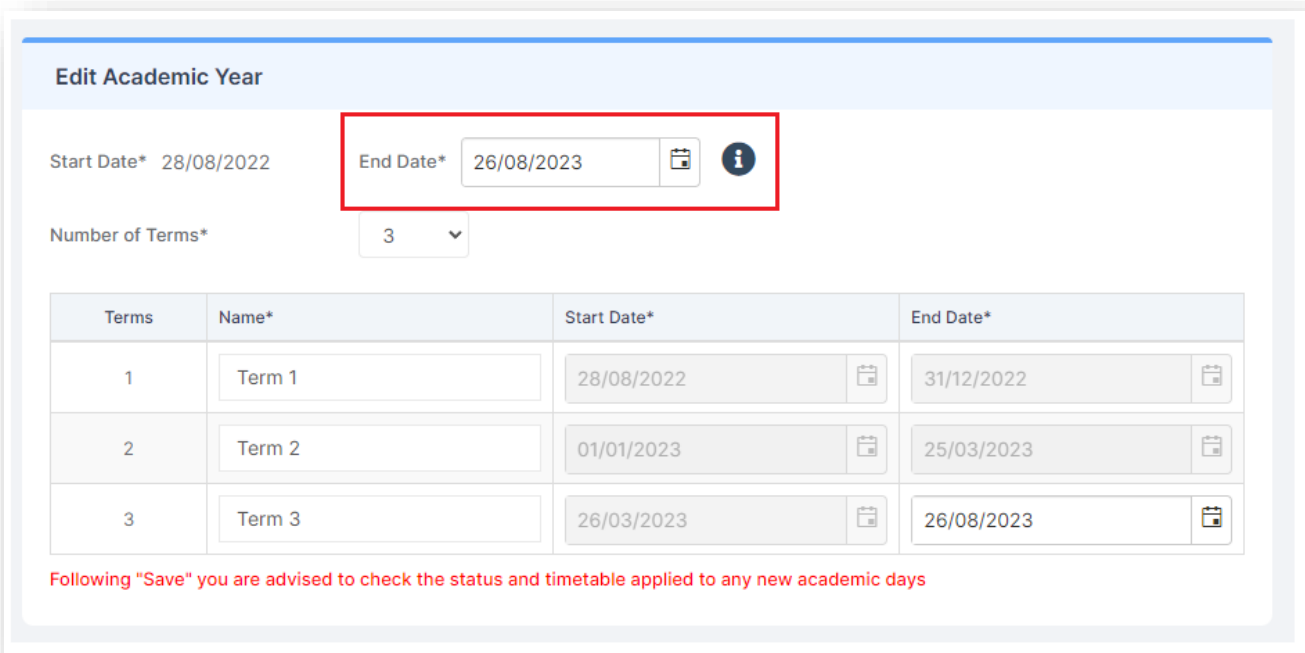 Edit Academic Year
Start Date* 28/08/2022 End Date* 26/08/2023
Number of Terms* 3
Terms Name* Start Date* End Date*
1 Term 1 28/08/2022 31/12/2022
2 Term 2 01/01/2023 25/03/2023
3 Term 3 26/03/2023 26/08/2023
Following "Save" you are advised to check the status and timetable applied to any new academic days